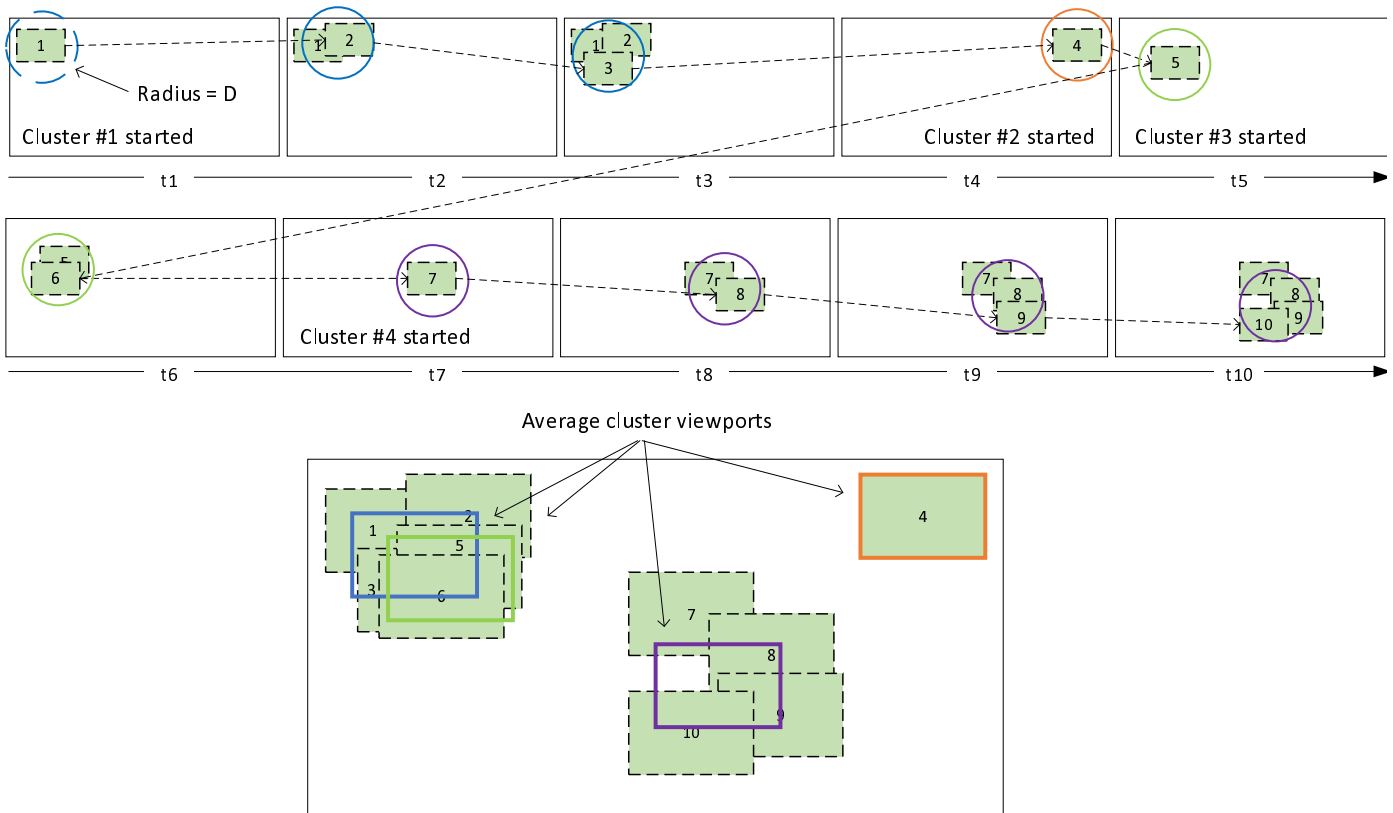 1
1
2
1
2
3
4
5
Radius = D
Cluster #1 started
Cluster #2 started
Cluster #3 started
t1
t2
t3
t4
t5
5
6
7
7
8
7
8
9
7
8
9
10
Cluster #4 started
t6
t7
t8
t9
t10
Average cluster viewports
1
2
4
5
3
6
7
8
9
10